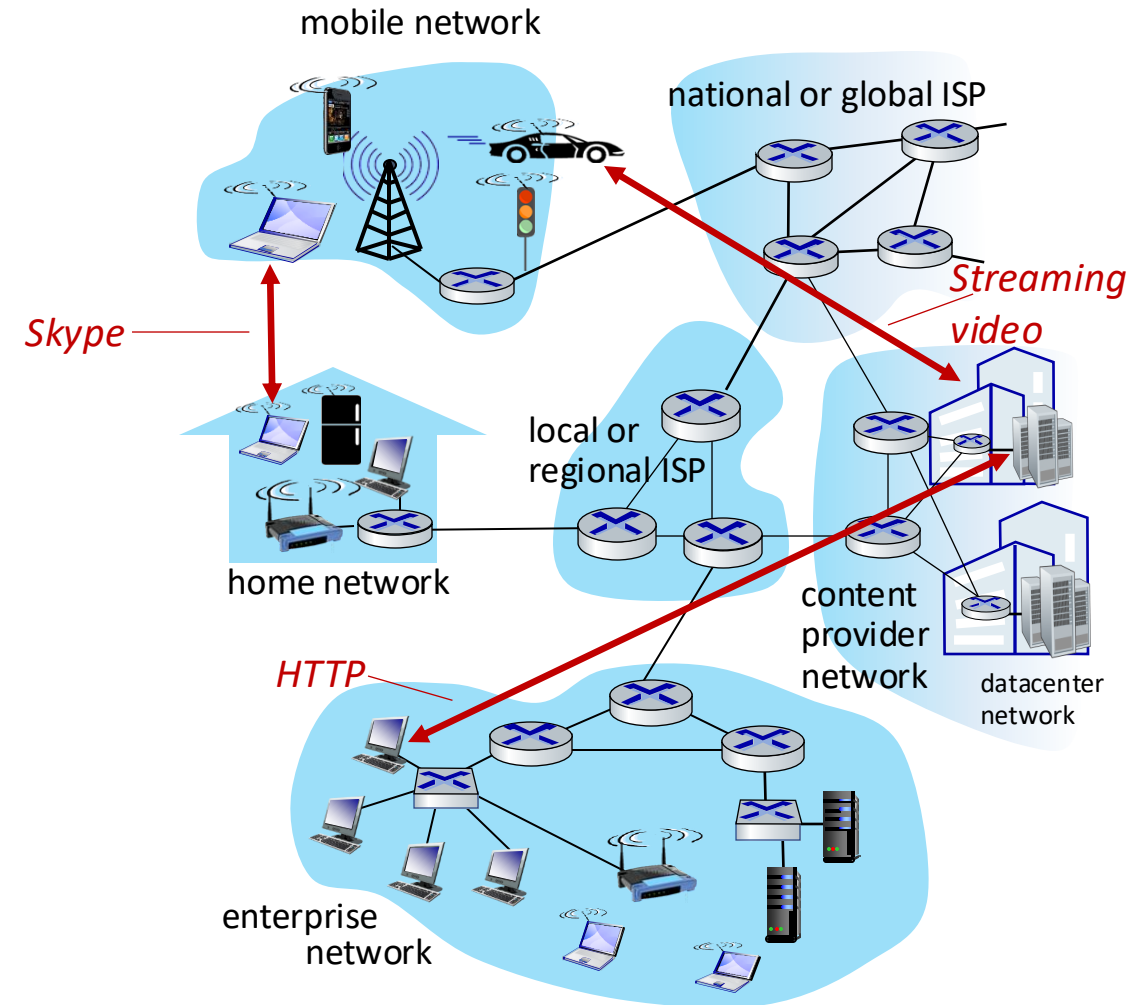 mobile network
national or global ISP
Streaming
video
Skype
local or
regional ISP
home network
content
provider
network
datacenter
network
HTTP
enterprise
network